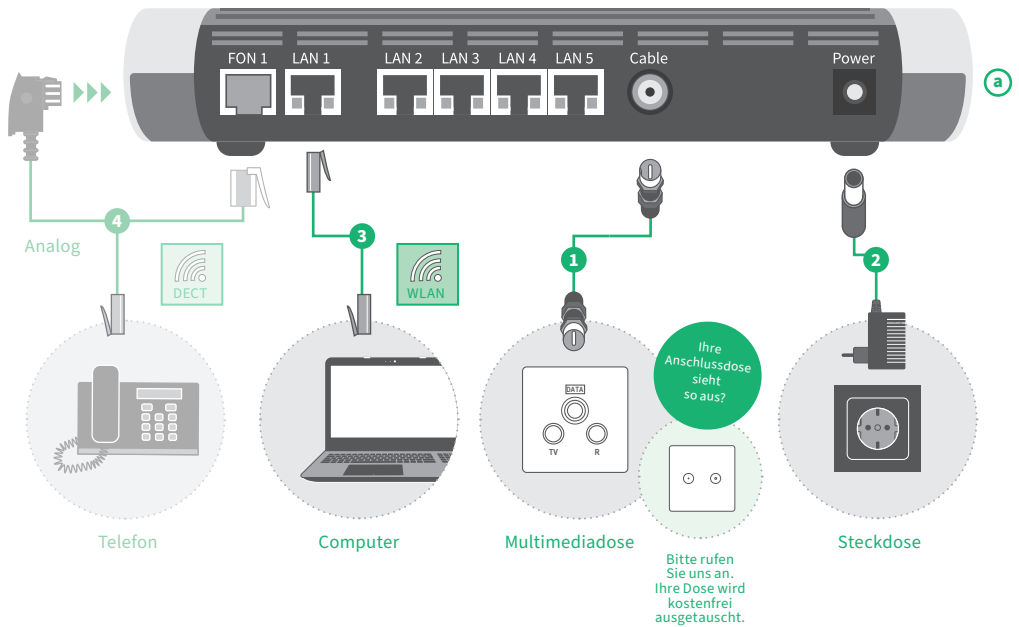 FON 1
LAN 1
LAN 2
LAN 3
LAN 4
LAN 5
Cable
Power
a
4
Analog
DECT
3
WLAN
1
2
Ihre
Anschlussdose
sieht
so aus?
DATA
TV
R
Telefon
Computer
Multimediadose
Steckdose
Bitte rufen
Sie uns an.
Ihre Dose wird
kostenfrei
ausgetauscht.